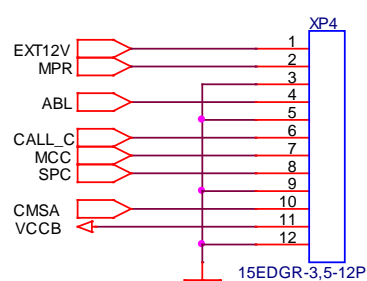 XP4
EXT12V 1
MPR 2
3
ABL 4
5
CALL_C 6
MCC 7
SPC 8
9
CMSA 10
VCCB 11
12
15EDGR-3,5-12P